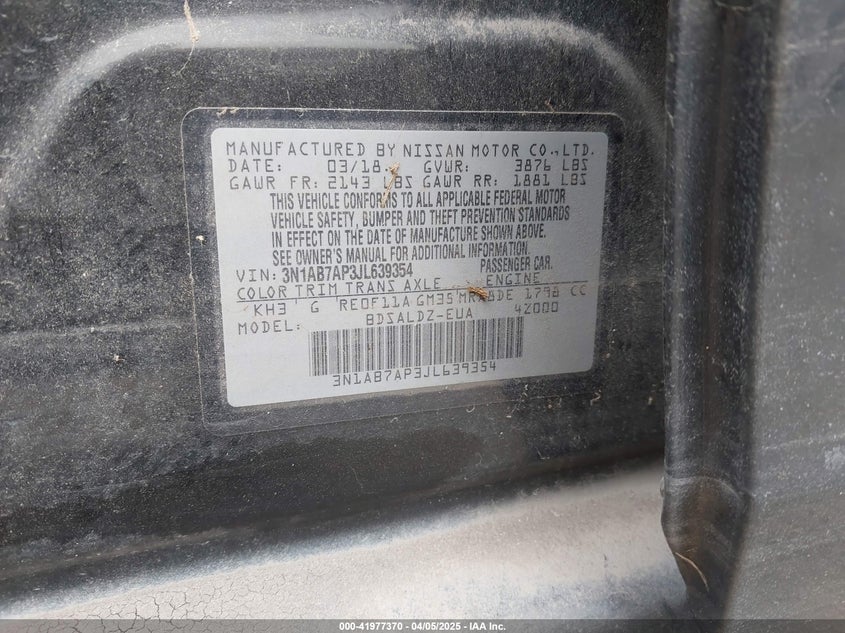 MANUFACTURED BY NISSAN MOTOR CO.,LTD.
DATE: 03/18 GVWR: 3876 LBS
GAWR FR: 2143 LBS GAWR RR: 1881 LBS
THIS VEHICLE CONFORMS TO ALL APPLICABLE FEDERAL MOTOR
VEHICLE SAFETY, BUMPER AND THEFT PREVENTION STANDARDS
IN EFFECT ON THE DATE OF MANUFACTURE SHOWN ABOVE.
SEE OWNER'S MANUAL FOR ADDITIONAL INFORMATION.
VIN: 3N1AB7AP3JL639354 PASSENGER CAR.
COLOR TRIM TRANS AXLE ENGINE
KH3 G RE0F11A GM35 1798 CC
MODEL: BDSALDZ-EUA 42000
3N1AB7AP3JL639354
000-41977370 - 04/05/2025 - IAA Inc.